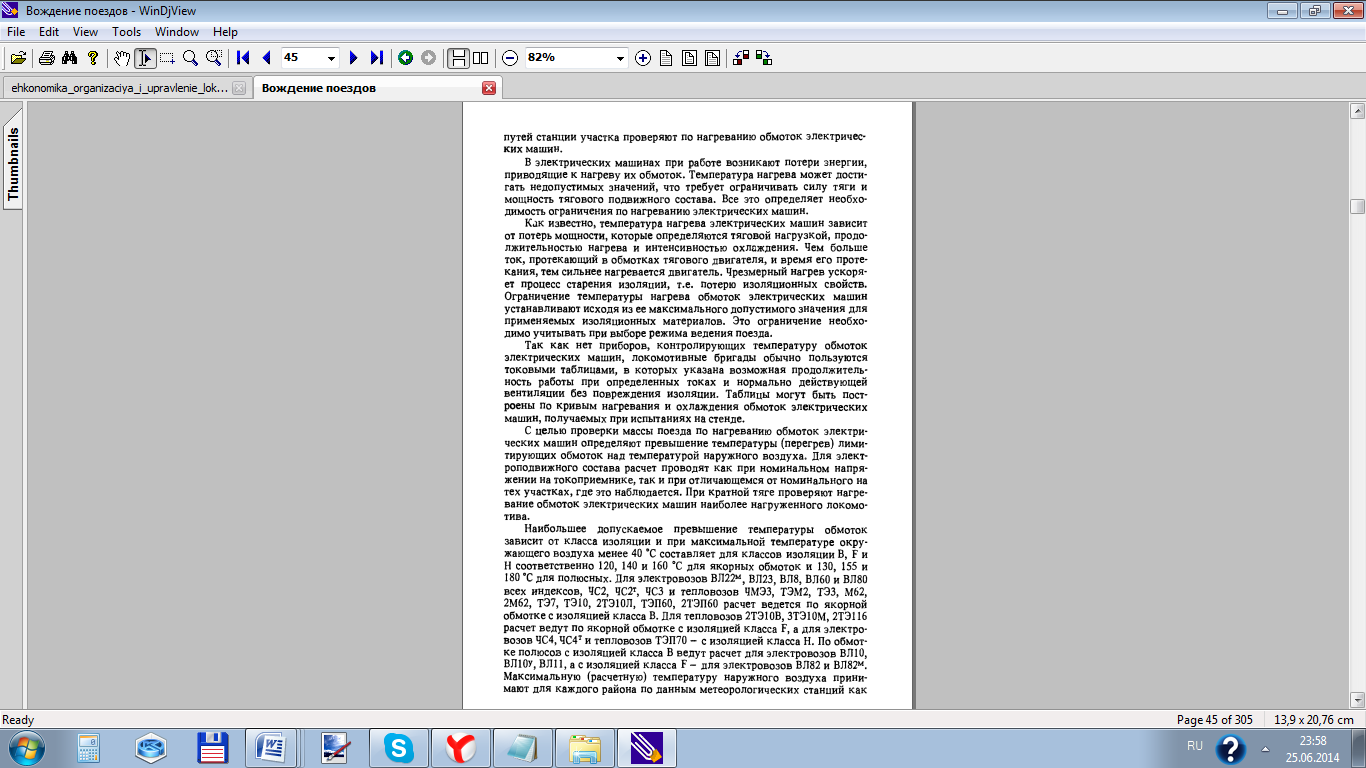 Вождение поездов - WinDjView
File Edit View Tools Window Help
45 82%
ehkonomika_organizaciya_i_upravlenie_lok... Вождение поездов
Thumbnails
путей станции участка проверяют по нагреванию обмоток электричес-
ких машин.
В электрических машинах при работе возникают потери энергии,
приводящие к нагреву их обмоток. Температура нагрева может дости-
гать недопустимых значений, что требует ограничивать силу тяги и
мощность тягового подвижного состава. Все это определяет необхо-
димость ограничения по нагреванию электрических машин.
Как известно, температура нагрева электрических машин зависит
от потерь мощности, которые определяются тяговой нагрузкой, продо-
лжительностью нагрева и интенсивностью охлаждения. Чем больше
ток, протекающий в обмотках тягового двигателя, и время его проте-
кания, тем сильнее нагревается двигатель. Чрезмерный нагрев ускоря-
ет процесс старения изоляции, т.е. потерю изоляционных свойств.
Ограничение температуры нагрева обмоток электрических машин
устанавливают исходя из ее максимального допустимого значения для
применяемых изоляционных материалов. Это ограничение необхо-
димо учитывать при выборе режима ведения поезда.
Так как нет приборов, контролирующих температуру обмоток
электрических машин, локомотивные бригады обычно пользуются
токовыми таблицами, в которых указана возможная продолжитель-
ность работы при определенных токах и нормально действующей
вентиляции без повреждения изоляции. Таблицы могут быть пост-
роены по кривым нагревания и охлаждения обмоток электрических
машин, получаемых при испытаниях на стенде.
С целью проверки массы поезда по нагреванию обмоток электри-
ческих машин определяют превышение температуры (перегрев) лими-
тирующих обмоток над температурой наружного воздуха. Для элект-
роподвижного состава расчет проводят как при номинальном напря-
жении на токоприемнике, так и при отличающемся от номинального на
тех участках, где это наблюдается. При кратной тяге проверяют нагре-
вание обмоток электрических машин наиболее нагруженного локомо-
тива.
Наибольшее допускаемое превышение температуры обмоток
зависит от класса изоляции и при максимальной температуре окру-
жающего воздуха менее 40 °С составляет для классов изоляции В, F и
Н соответственно 120, 140 и 160 °С для якорных обмоток и 130, 155 и
180 °С для полюсных. Для электровозов ВЛ22ᴹ, ВЛ23, ВЛ8, ВЛ60 и ВЛ80
всех индексов, ЧС2, ЧС2ᵀ, ЧС3 и тепловозов ЧМЭ3, ТЭМ2, ТЭ3, М62,
2М62, ТЭ7, ТЭ10, 2ТЭ10Л, ТЭП60, 2ТЭП60 расчет ведется по якорной
обмотке с изоляцией класса В. Для тепловозов 2ТЭ10В, 3ТЭ10М, 2ТЭ116
расчет ведут по якорной обмотке с изоляцией класса F, а для электро-
возов ЧС4, ЧС4ᵀ и тепловозов ТЭП70 – с изоляцией класса Н. По обмот-
ке полюсов с изоляцией класса В ведут расчет для электровозов ВЛ10,
ВЛ10У, ВЛ11, а с изоляцией класса F – для электровозов ВЛ82 и ВЛ82ᴹ.
Максимальную (расчетную) температуру наружного воздуха прини-
мают для каждого района по данным метеорологических станций как
Ready Page 45 of 305 13,9 x 20,76 cm
RU 23:58
25.06.2014